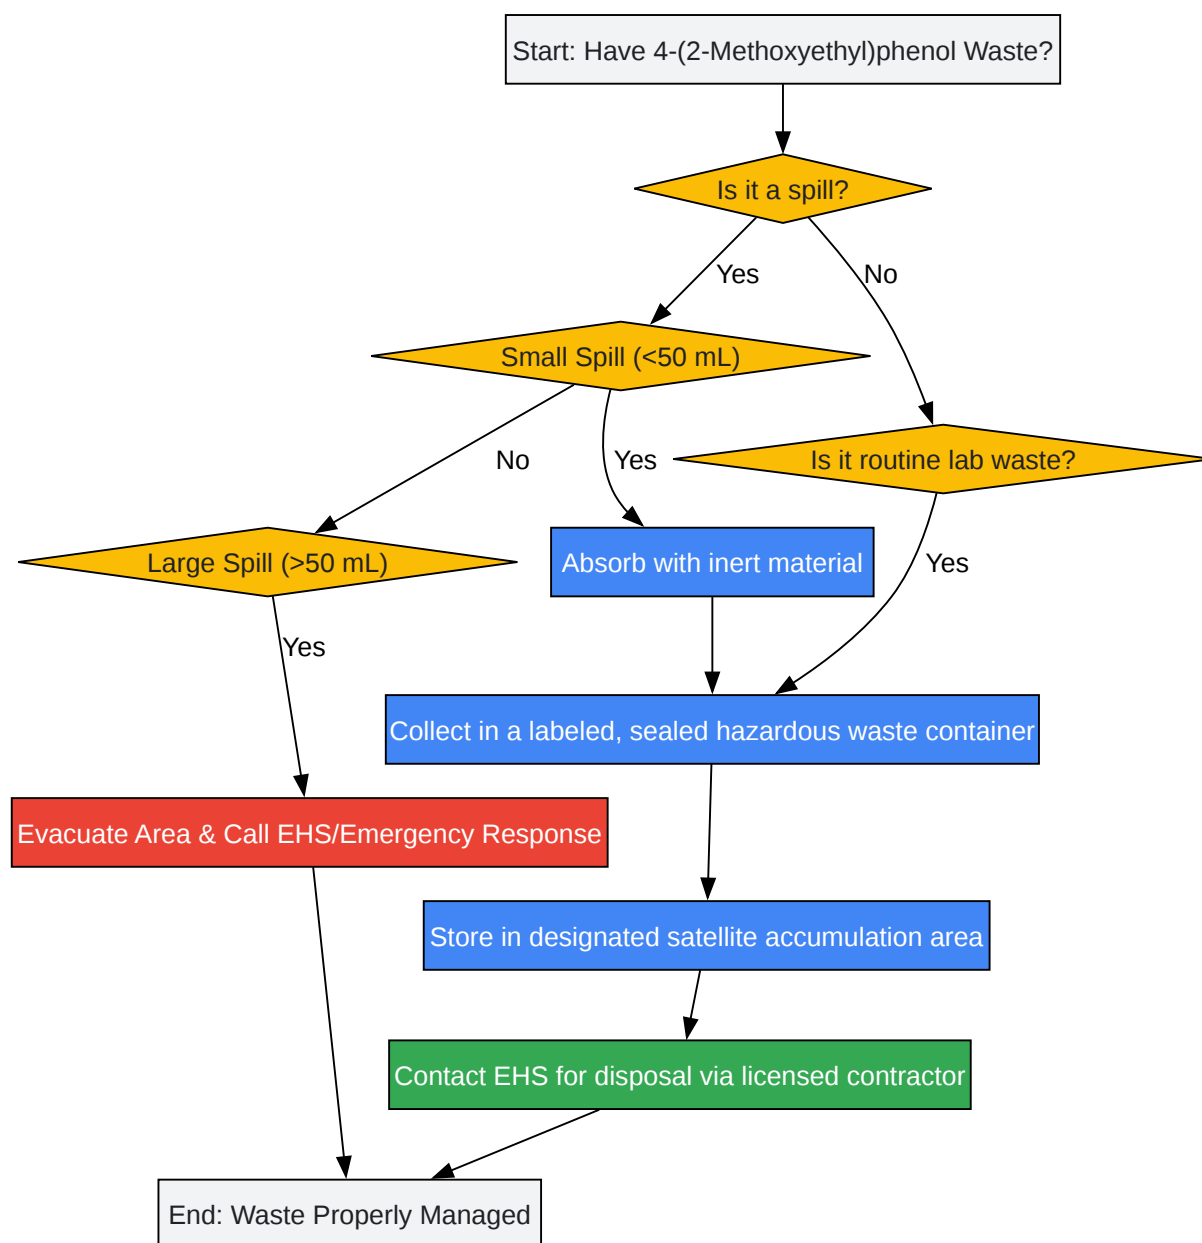 Start: Have 4-(2-Methoxyethyl)phenol Waste?
Is it a spill?
Yes
No
Small Spill (<50 mL)
No
Yes
Is it routine lab waste?
Large Spill (>50 mL)
Absorb with inert material
Yes
Yes
Collect in a labeled, sealed hazardous waste container
Evacuate Area & Call EHS/Emergency Response
Store in designated satellite accumulation area
Contact EHS for disposal via licensed contractor
End: Waste Properly Managed